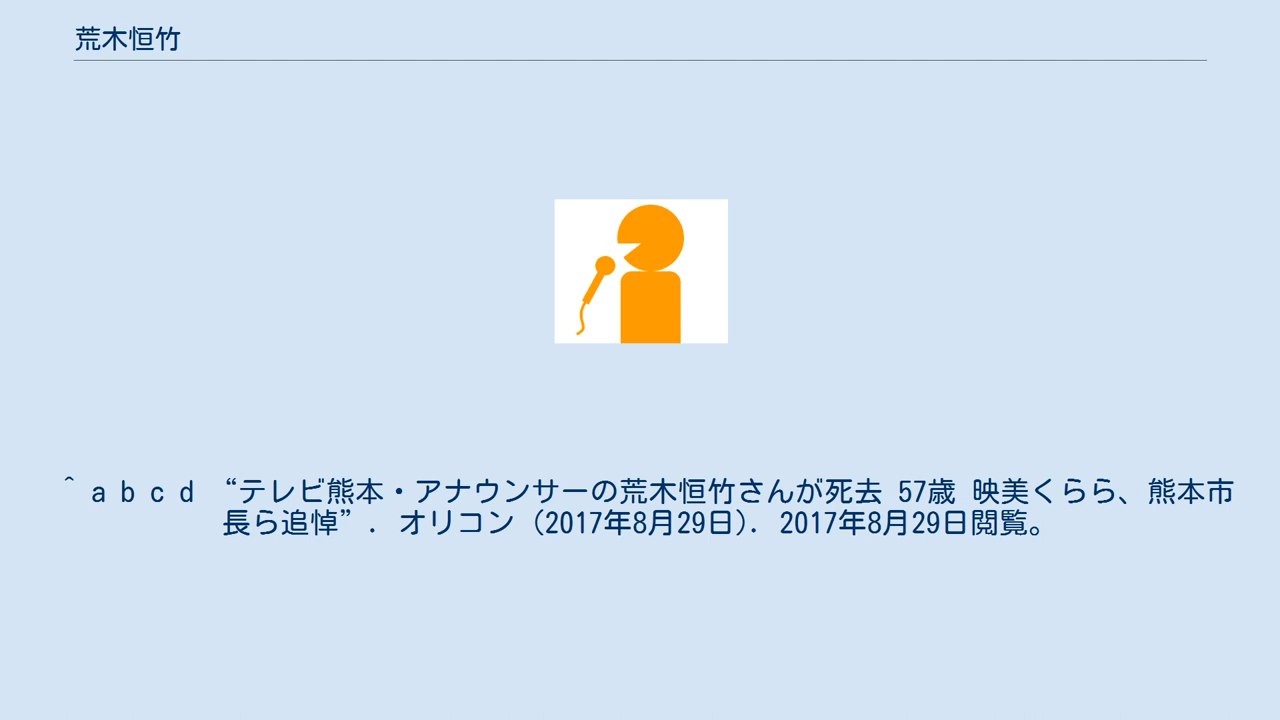 荒木恒竹
^ a b c d “テレビ熊本・アナウンサーの荒木恒竹さんが死去 57歳 映美くらら、熊本市
長ら追悼”. オリコン (2017年8月29日). 2017年8月29日閲覧。